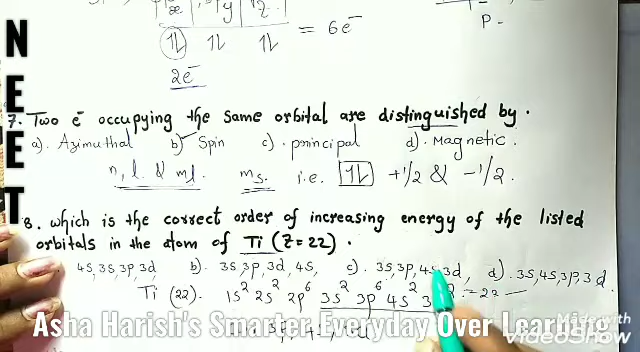 NEET
= 6e⁻
2e⁻
7. Two e⁻ occupying the same orbital are distinguished by.
a). Azimuthal b) Spin c). principal d). Magnetic.
n, l & ml ms i.e. 1↓ +1/2 & -1/2.
8. which is the correct order of increasing energy of the listed
orbitals in the atom of Ti (Z=22).
4s,3s,3p,3d, b). 3s,3p,3d,4s, c). 3s,3p,4s,3d, d). 3s,4s,3p,3d.
Ti (22). 1s² 2s² 2p⁶ 3s² 3p⁶ 4s²
Asha Harish's Smarter Everyday Over Learning
Made with
VideoShow